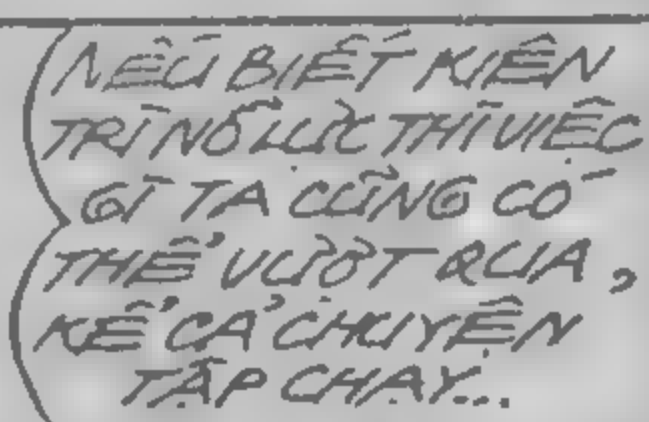 NẾU BIẾT KIÊN
TRÌ NỖ LỰC THÌ VIỆC
GÌ TA CŨNG CÓ
THỂ VƯỢT QUA,
KỂ CẢ CHUYỆN
TẬP CHẠY...